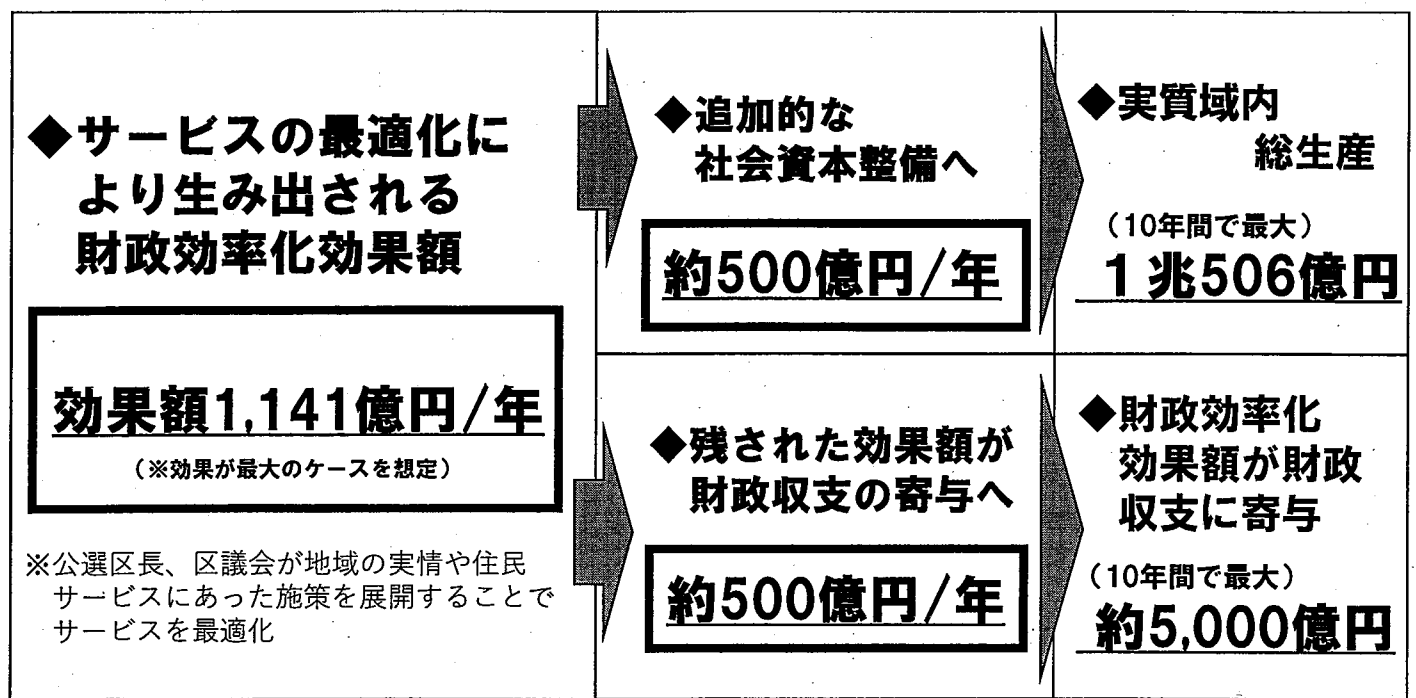 ◆サービスの最適化に
より生み出される
財政効率化効果額
効果額1,141億円/年
(※効果が最大のケースを想定)
※公選区長、区議会が地域の実情や住民
サービスにあった施策を展開することで
サービスを最適化
◆追加的な
社会資本整備へ
約500億円/年
◆実質域内
総生産
(10年間で最大)
1兆506億円
◆残された効果額が
財政収支の寄与へ
約500億円/年
◆財政効率化
効果額が財政
収支に寄与
(10年間で最大)
約5,000億円